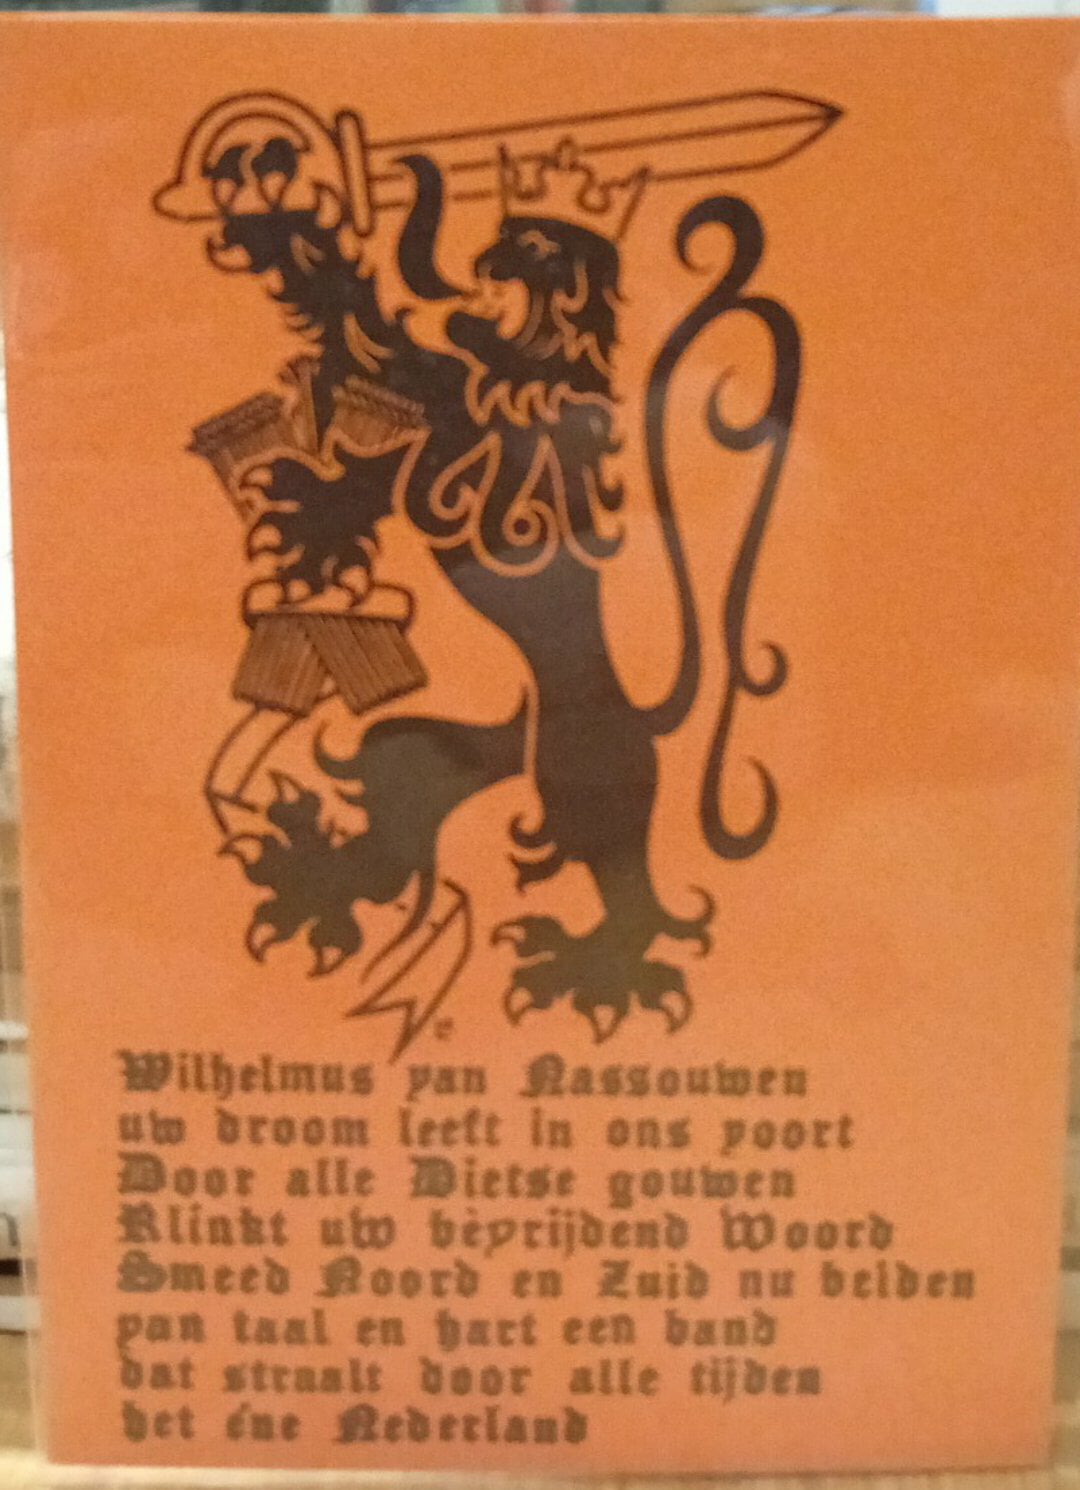 Wilhelmus van Nassouwen
uw droom leeft in ons voort
Door alle Dietse gouwen
Klinkt uw bèvrijdend Woord
Smeed Noord en Zuid nu beiden
van taal en hart een band
dat straalt door alle tijden
het éne Nederland